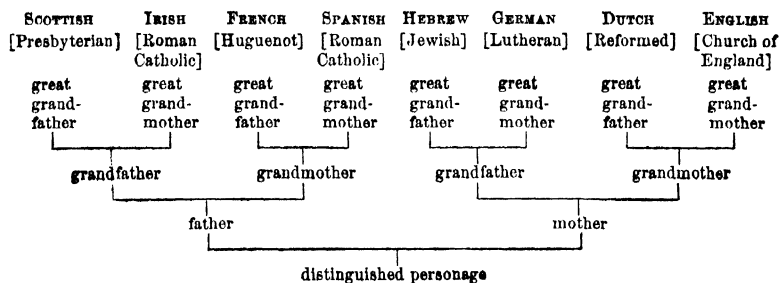 SCOTTISH IRISH FRENCH SPANISH HEBREW GERMAN DUTCH ENGLISH
[Presbyterian] [Roman [Huguenot] [Roman [Jewish] [Lutheran] [Reformed] [Church of
Catholic] Catholic] England]
great great great great great great great great
grand- grand- grand- grand- grand- grand- grand- grand-
father mother father mother father mother father mother
grandfather grandmother grandfather grandmother
father mother
distinguished personage